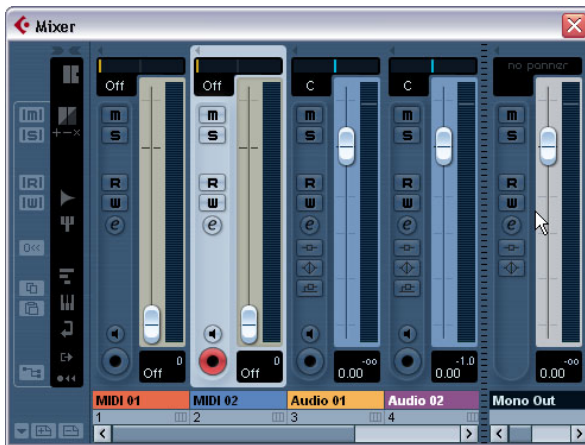 Mixer
Off Off C C no panner
m m m m m
S S S S S
R R R R R
W W W W W
e e e e e
0 0 -oo -1.0 -oo
Off Off 0.00 0.00 0.00
MIDI 01 MIDI 02 Audio 01 Audio 02 Mono Out
1 2 3 4